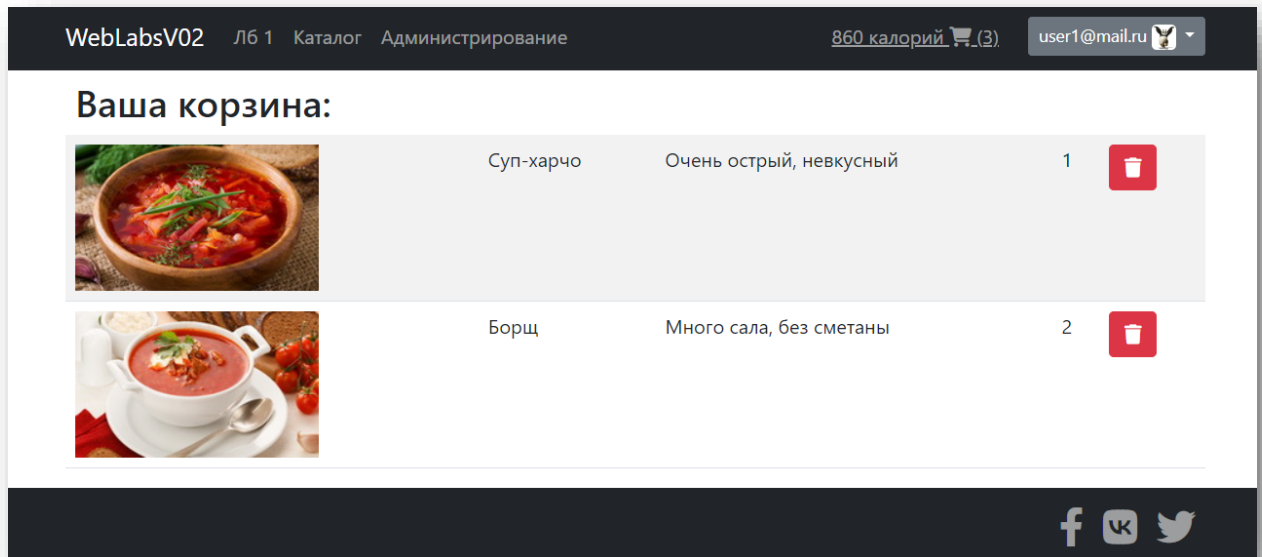 WebLabsV02 Лб 1 Каталог Администрирование 860 калорий (3) user1@mail.ru
Ваша корзина:
Суп-харчо Очень острый, невкусный 1
Борщ Много сала, без сметаны 2